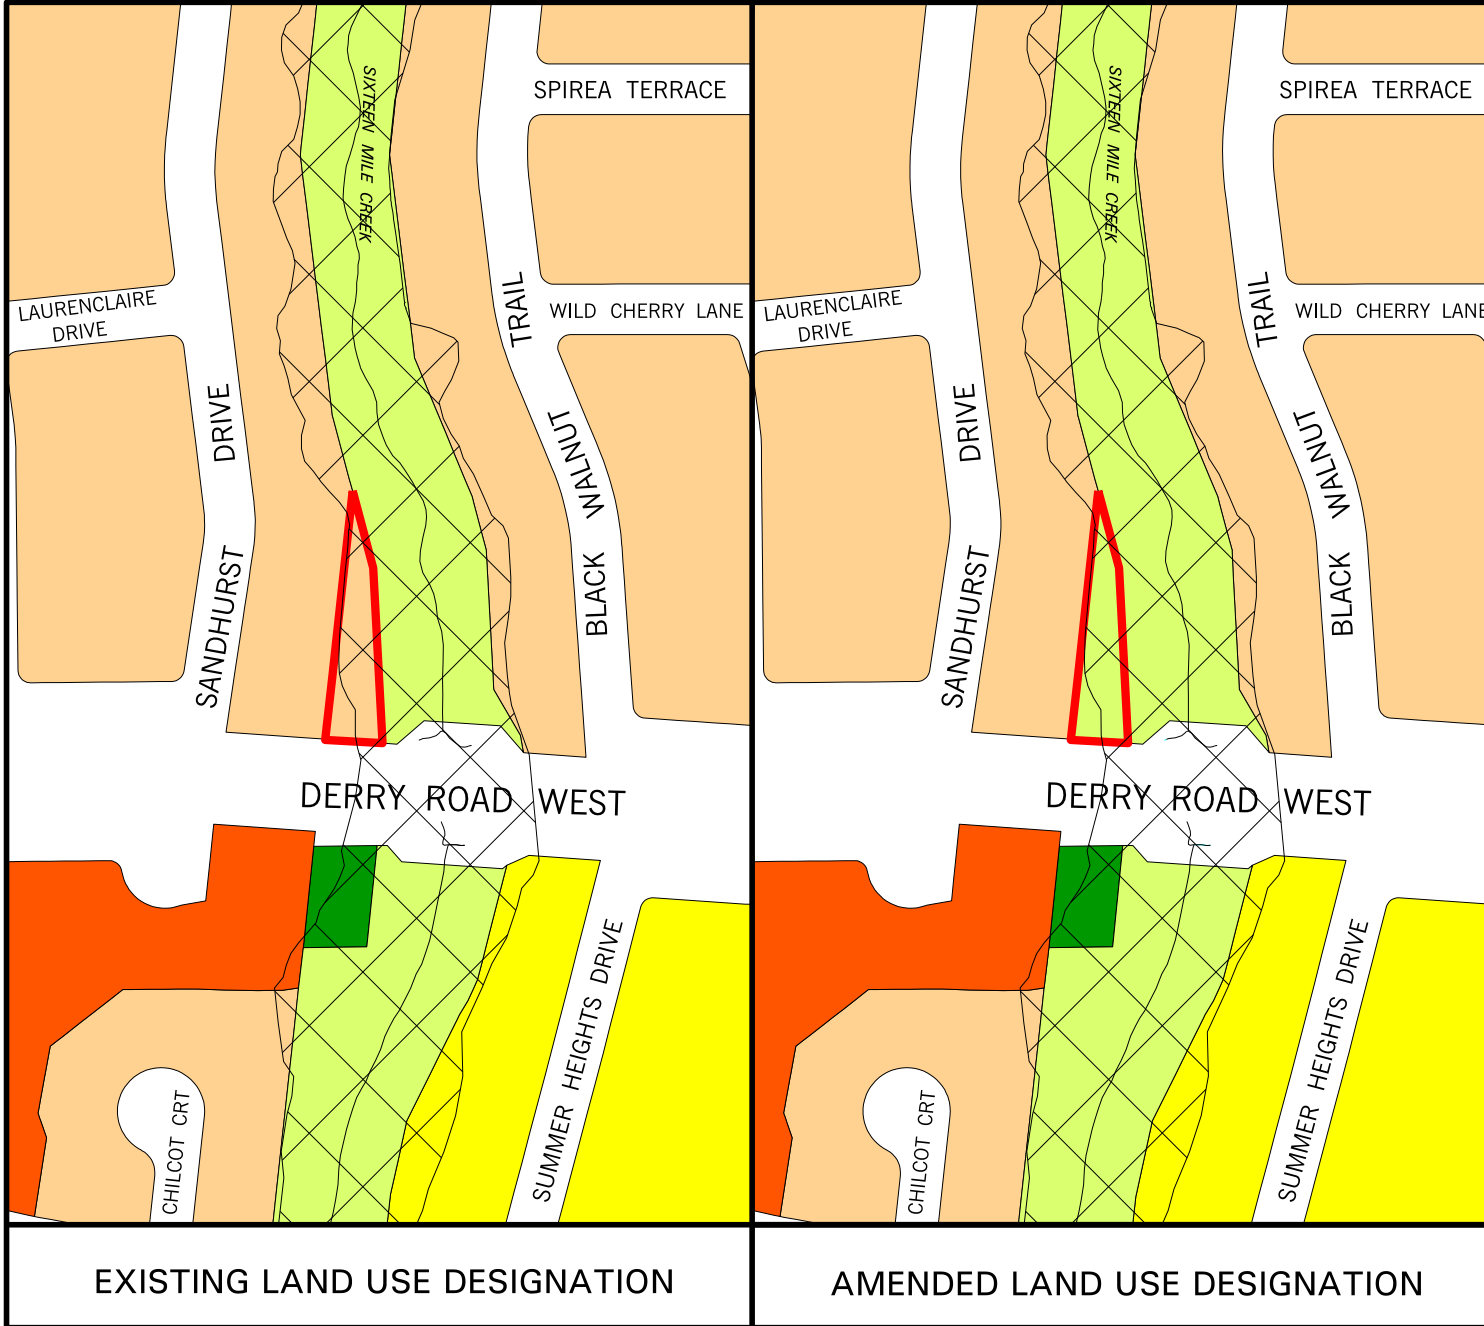 SIXTEEN MILE CREEK
SPIREA TERRACE
LAURENCLAIRE
DRIVE
WILD CHERRY LANE
SANDHURST DRIVE
BLACK WALNUT TRAIL
DERRY ROAD WEST
SUMMER HEIGHTS DRIVE
CHILCOT CRT
EXISTING LAND USE DESIGNATION
SIXTEEN MILE CREEK
SPIREA TERRACE
LAURENCLAIRE
DRIVE
WILD CHERRY LANE
SANDHURST DRIVE
BLACK WALNUT TRAIL
DERRY ROAD WEST
SUMMER HEIGHTS DRIVE
CHILCOT CRT
AMENDED LAND USE DESIGNATION